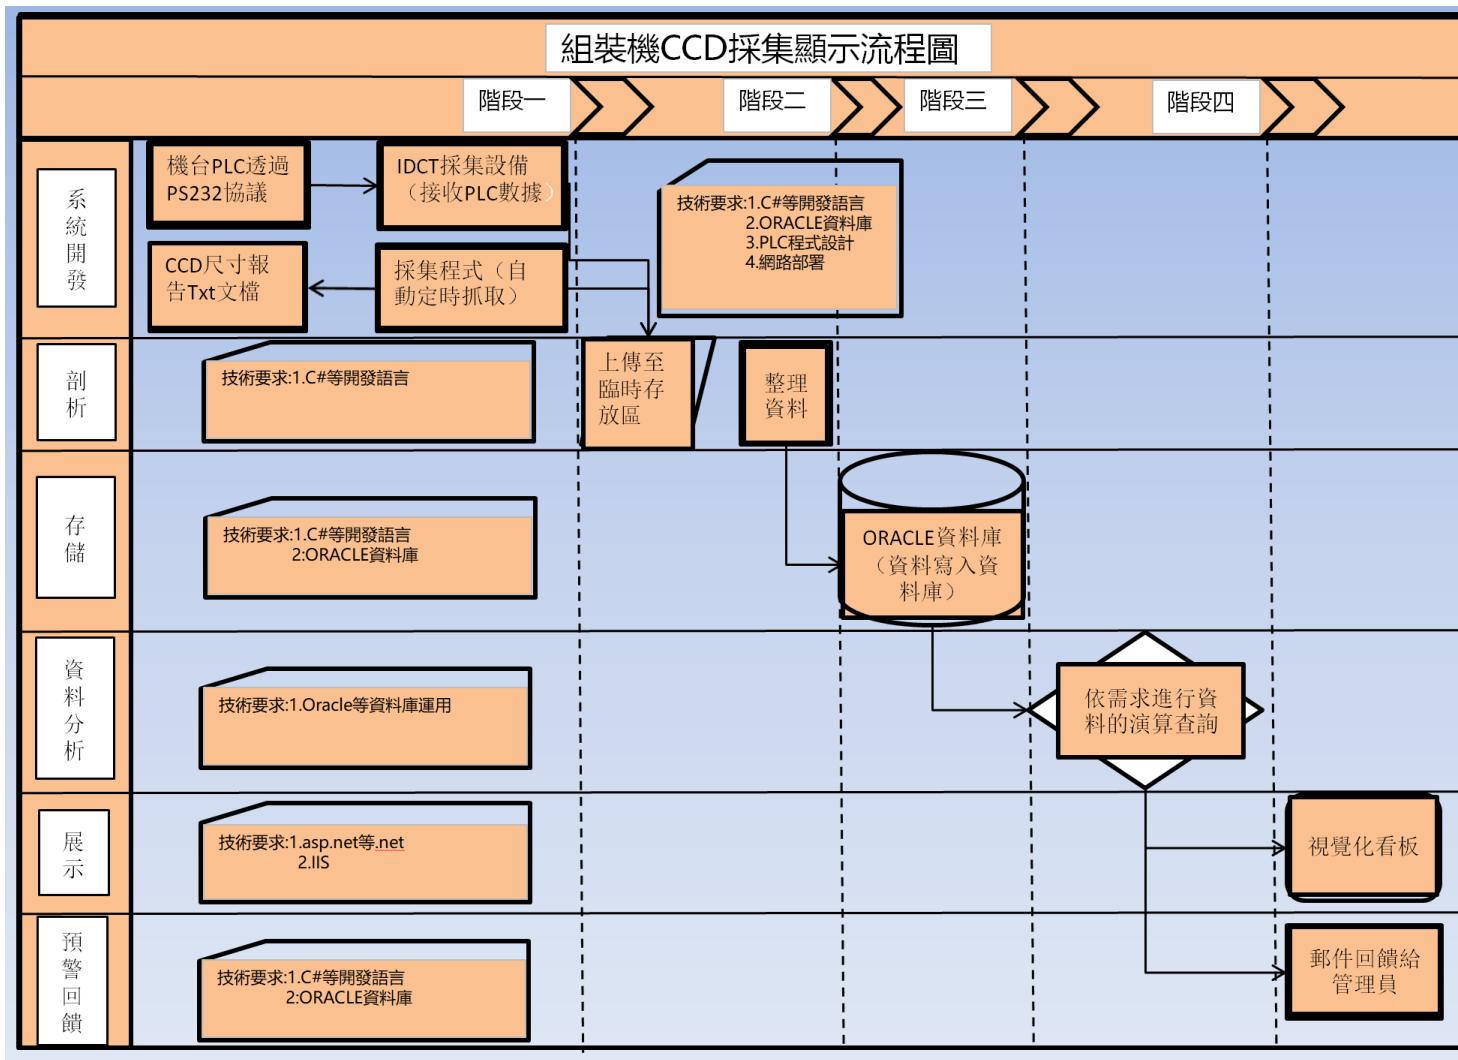 組裝機CCD採集顯示流程圖
階段一
階段二
階段三
階段四
系
統
開
發
機台PLC透過
PS232協議
IDCT採集設備
（接收PLC數據）
CCD尺寸報
告Txt文檔
採集程式（自
動定時抓取）
技術要求:1.C#等開發語言
2.ORACLE資料庫
3.PLC程式設計
4.網路部署
剖
析
技術要求:1.C#等開發語言
上傳至
臨時存
放區
整理
資料
存
儲
技術要求:1.C#等開發語言
2:ORACLE資料庫
ORACLE資料庫
（資料寫入資
料庫）
資
料
分
析
技術要求:1.Oracle等資料庫運用
依需求進行資
料的演算查詢
展
示
技術要求:1.asp.net等.net
2.IIS
視覺化看板
預
警
回
饋
技術要求:1.C#等開發語言
2:ORACLE資料庫
郵件回饋給
管理員